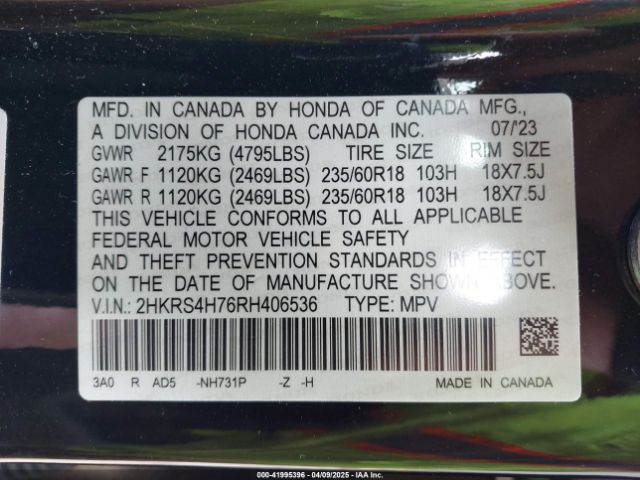 MFD. IN CANADA BY HONDA OF CANADA MFG.,
A DIVISION OF HONDA CANADA INC. 07/'23
GVWR 2175KG (4795LBS) TIRE SIZE RIM SIZE
GAWR F 1120KG (2469LBS) 235/60R18 103H 18X7.5J
GAWR R 1120KG (2469LBS) 235/60R18 103H 18X7.5J
THIS VEHICLE CONFORMS TO ALL APPLICABLE
FEDERAL MOTOR VEHICLE SAFETY
AND THEFT PREVENTION STANDARDS IN EFFECT
ON THE DATE OF MANUFACTURE SHOWN ABOVE.
V.I.N.: 2HKRS4H76RH406536 TYPE: MPV
3A0 R AD5 -NH731P -Z -H MADE IN CANADA
000-41995396 - 04/09/2025 - IAA Inc.